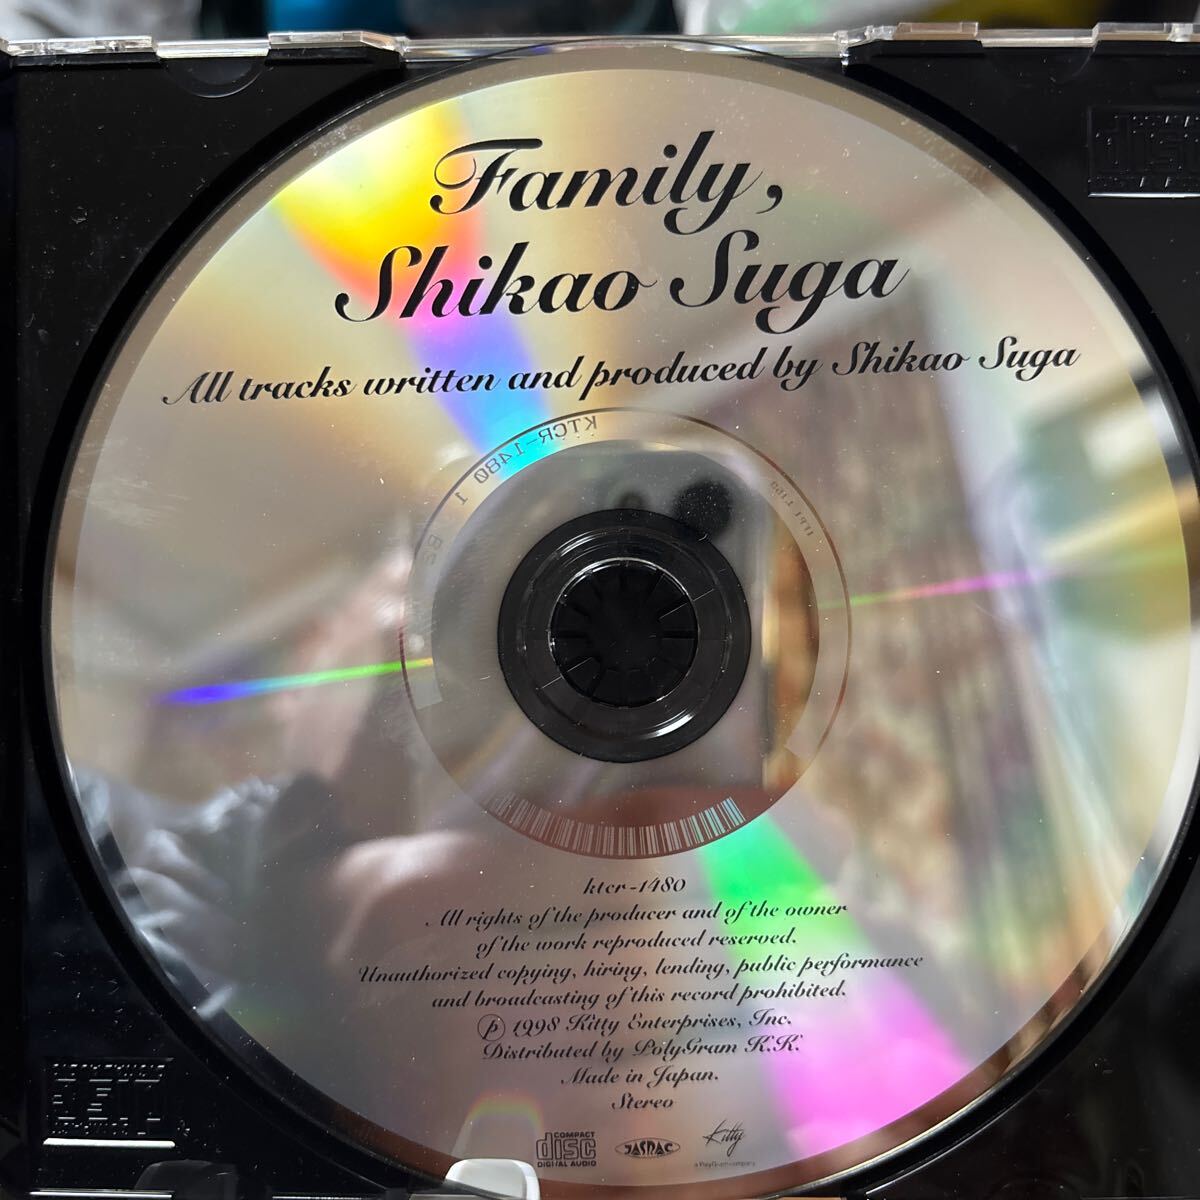 Family,
Shikao Suga
All tracks written and produced by Shikao Suga
KTCR-1480 1
ktcr-1480
All rights of the producer and of the owner
of the work reproduced reserved.
Unauthorized copying, hiring, lending, public performance
and broadcasting of this record prohibited.
℗ 1998 Kitty Enterprises, Inc.
Distributed by PolyGram K.K.
Made in Japan.
Stereo
COMPACT
disc
DIGITAL AUDIO
JASRAC
Kitty
a PolyGram company